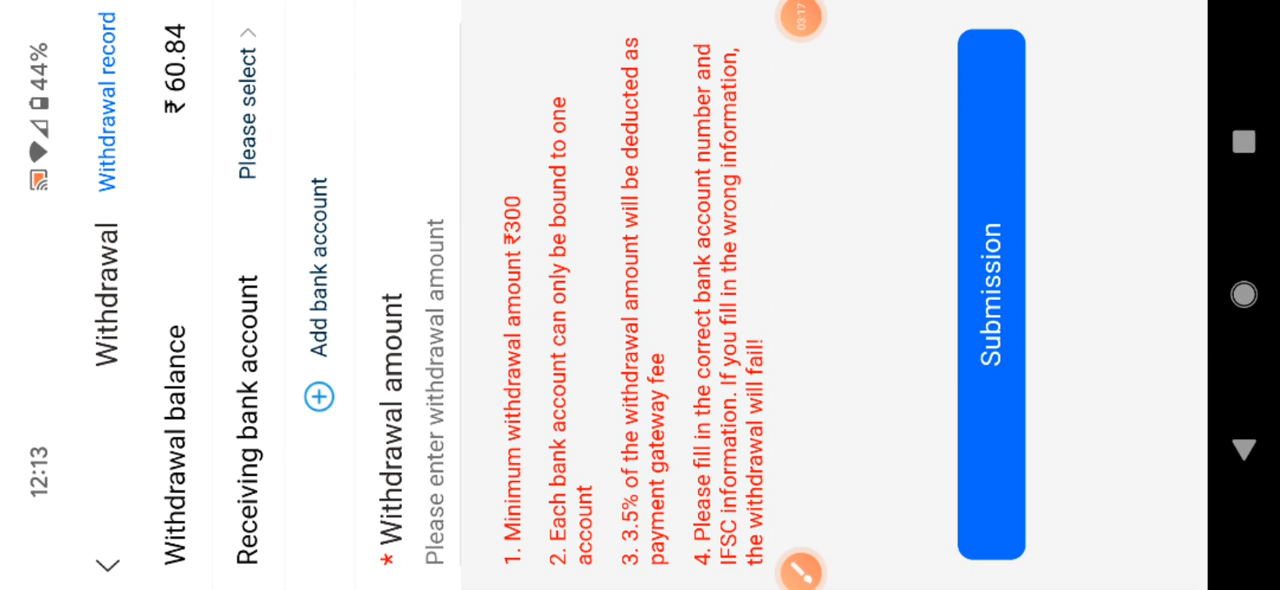 12:13 44%
Withdrawal Withdrawal record
Withdrawal balance ₹ 60.84
Receiving bank account Please select >
Add bank account
* Withdrawal amount
Please enter withdrawal amount
1. Minimum withdrawal amount ₹300
2. Each bank account can only be bound to one
account
3. 3.5% of the withdrawal amount will be deducted as
payment gateway fee
4. Please fill in the correct bank account number and
IFSC information. If you fill in the wrong information,
the withdrawal will fail!
03:17
Submission